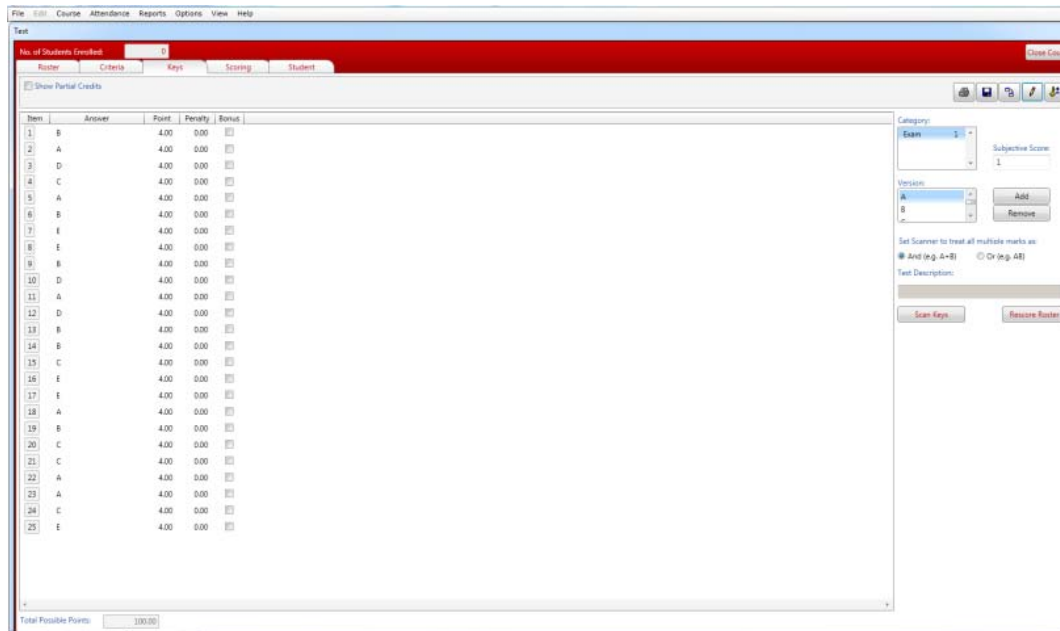 File Edit Course Attendance Reports Options View Help
Test
No. of Students Enrolled: 0
Close Cou
Roster Criteria Keys Scoring Student
Show Partial Credits
Item Answer Point Penalty Bonus
1 B 4.00 0.00
2 A 4.00 0.00
3 D 4.00 0.00
4 C 4.00 0.00
5 A 4.00 0.00
6 B 4.00 0.00
7 E 4.00 0.00
8 E 4.00 0.00
9 B 4.00 0.00
10 D 4.00 0.00
11 A 4.00 0.00
12 D 4.00 0.00
13 B 4.00 0.00
14 B 4.00 0.00
15 C 4.00 0.00
16 E 4.00 0.00
17 E 4.00 0.00
18 A 4.00 0.00
19 B 4.00 0.00
20 C 4.00 0.00
21 C 4.00 0.00
22 A 4.00 0.00
23 A 4.00 0.00
24 C 4.00 0.00
25 E 4.00 0.00
Category:
Exam 1
Subjective Score:
1
Version:
A
B
Add
Remove
Set Scanner to treat all multiple marks as:
And (e.g. A+B) Or (e.g. AB)
Test Description:
Scan Keys Rescore Roster
Total Possible Points: 100.00